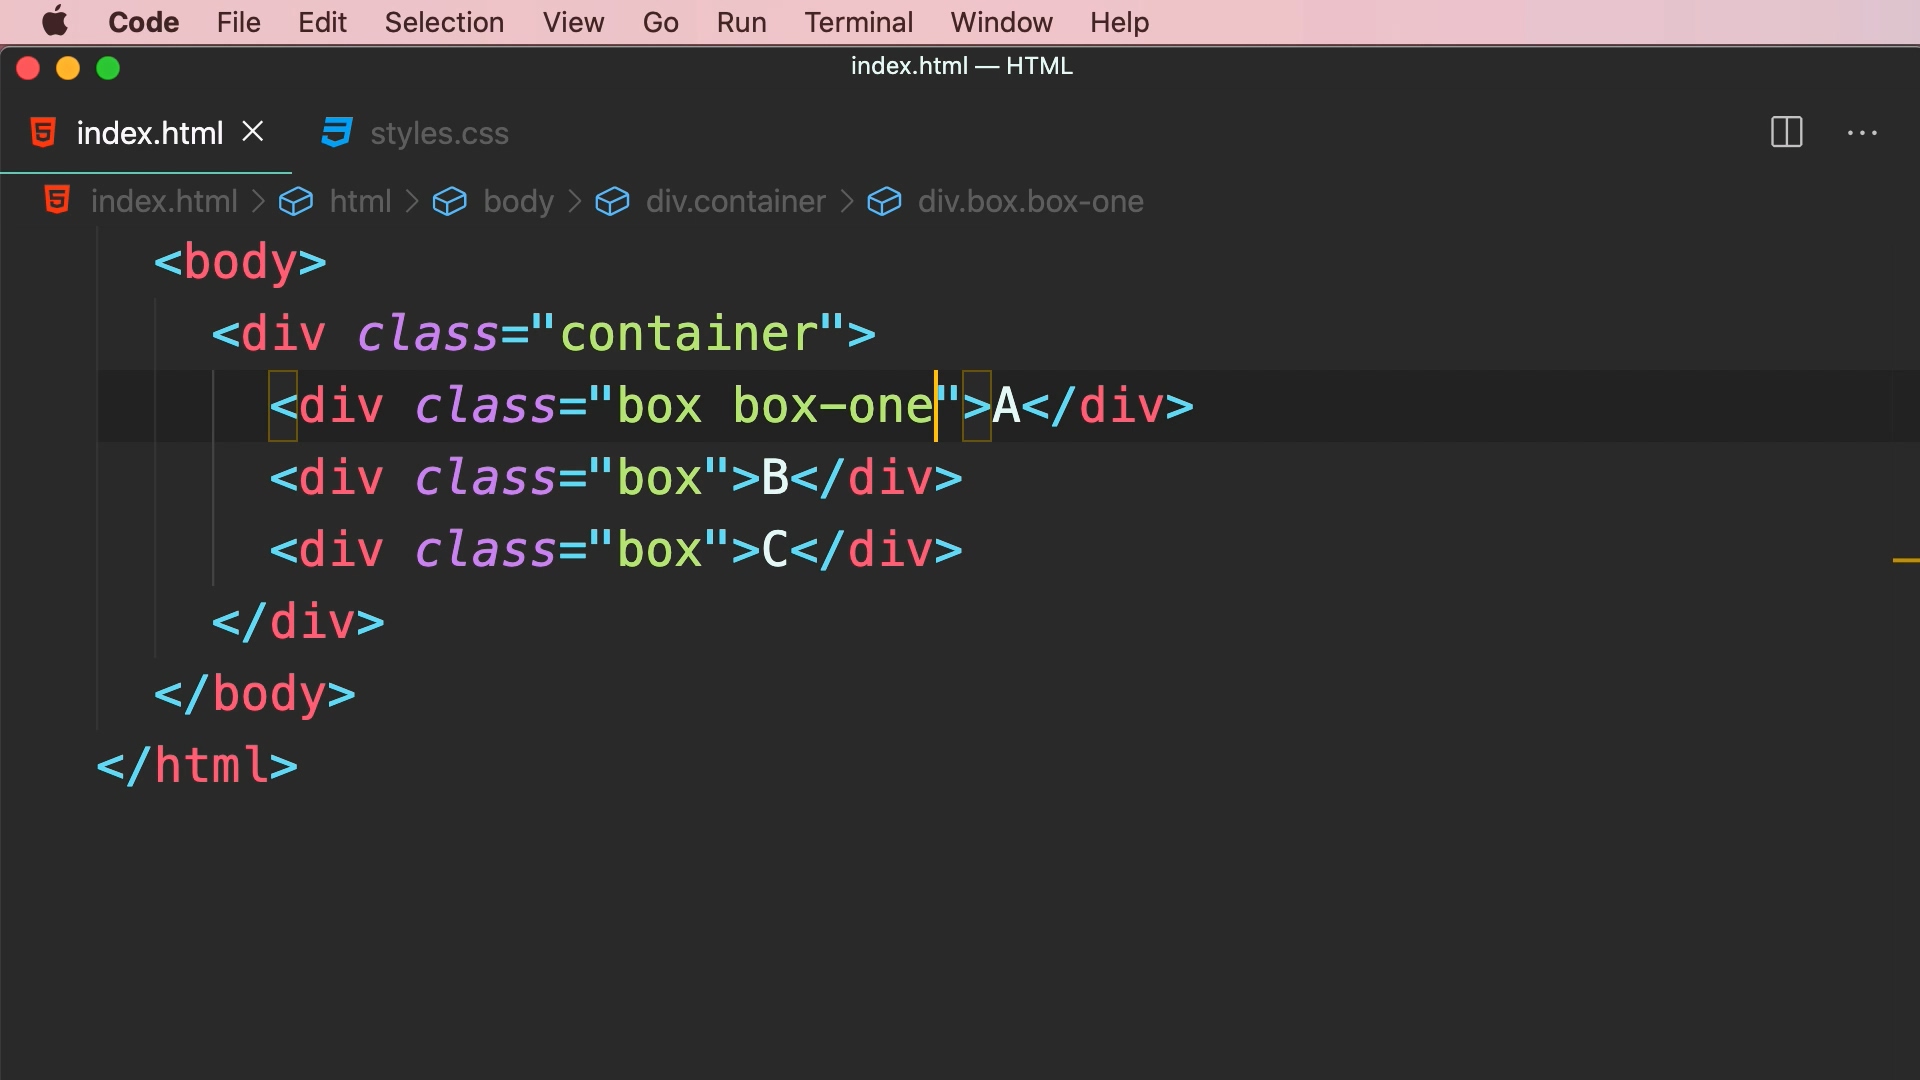 Code File Edit Selection View Go Run Terminal Window Help
index.html — HTML
index.html styles.css
index.html > html > body > div.container > div.box.box-one
<body>
<div class="container">
<div class="box box-one">A</div>
<div class="box">B</div>
<div class="box">C</div>
</div>
</body>
</html>